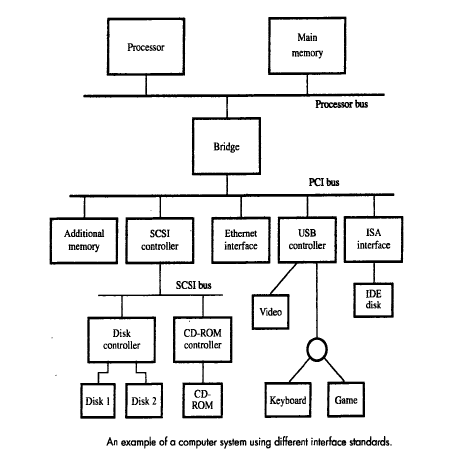 Processor
Main
memory
Processor bus
Bridge
PCI bus
Additional
memory
SCSI
controller
Ethernet
interface
USB
controller
ISA
interface
SCSI bus
Video
IDE
disk
Disk
controller
CD-ROM
controller
Disk 1
Disk 2
CD-
ROM
Keyboard
Game
An example of a computer system using different interface standards.